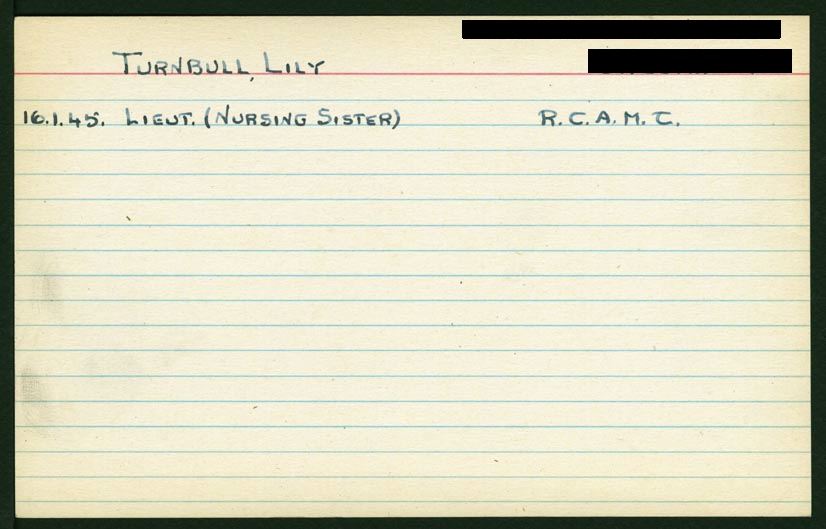 TURNBULL, LILY
16.1.45. LIEUT. (NURSING SISTER) R.C.A.M.C.